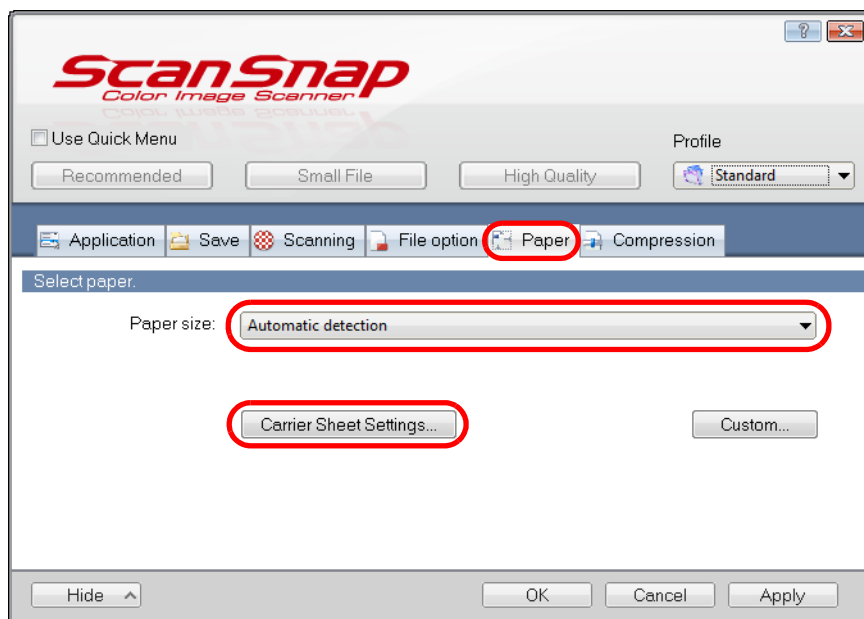 ?
ScanSnap
Color Image Scanner
Use Quick Menu
Profile
Recommended Small File High Quality Standard
Application Save Scanning File option Paper Compression
Select paper.
Paper size: Automatic detection
Carrier Sheet Settings... Custom...
Hide OK Cancel Apply